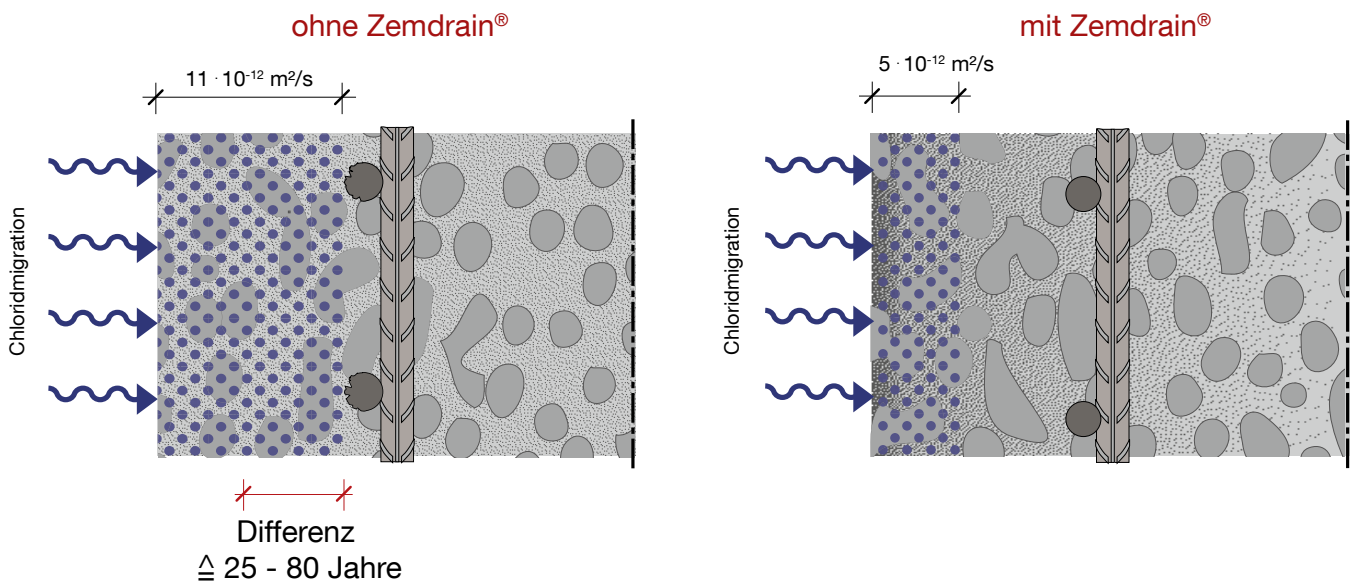 ohne Zemdrain®
11 · 10⁻¹² m²/s
Chloridmigration
Differenz
≙ 25 - 80 Jahre
mit Zemdrain®
5 · 10⁻¹² m²/s
Chloridmigration